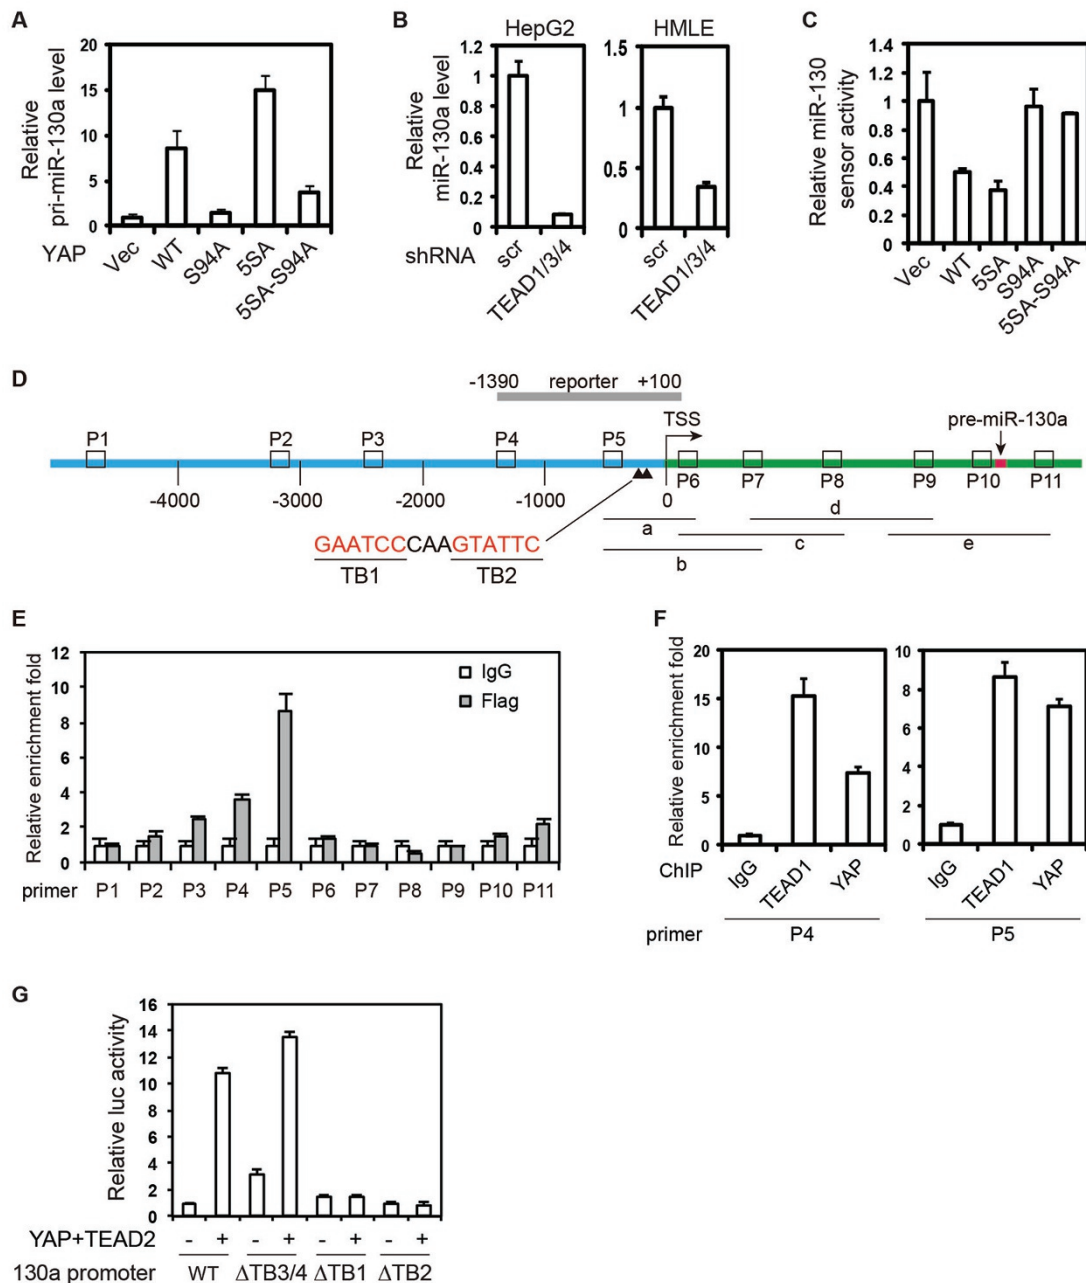 A
Relative
pri-miR-130a level
20
15
10
5
0
YAP
Vec
WT
S94A
5SA
5SA-S94A
B
HepG2
HMLE
Relative
miR-130a level
1.2
1
0.8
0.6
0.4
0.2
0
1.5
1
0.5
0
shRNA
scr
TEAD1/3/4
scr
TEAD1/3/4
C
Relative miR-130
sensor activity
1.4
1.2
1
0.8
0.6
0.4
0.2
0
Vec
WT
5SA
S94A
5SA-S94A
D
-1390 reporter +100
TSS
pre-miR-130a
P1 P2 P3 P4 P5
P6 P7 P8 P9 P10 P11
-4000 -3000 -2000 -1000 0
a
b
c
d
e
GAATCCCAAGTATTC
TB1 TB2
E
Relative enrichment fold
12
10
8
6
4
2
0
IgG
Flag
primer P1 P2 P3 P4 P5 P6 P7 P8 P9 P10 P11
F
Relative enrichment fold
20
15
10
5
0
10
8
6
4
2
0
ChIP
IgG
TEAD1
YAP
IgG
TEAD1
YAP
primer P4 P5
G
Relative luc activity
16
14
12
10
8
6
4
2
0
YAP+TEAD2 - + - + - + - +
130a promoter WT ΔTB3/4 ΔTB1 ΔTB2